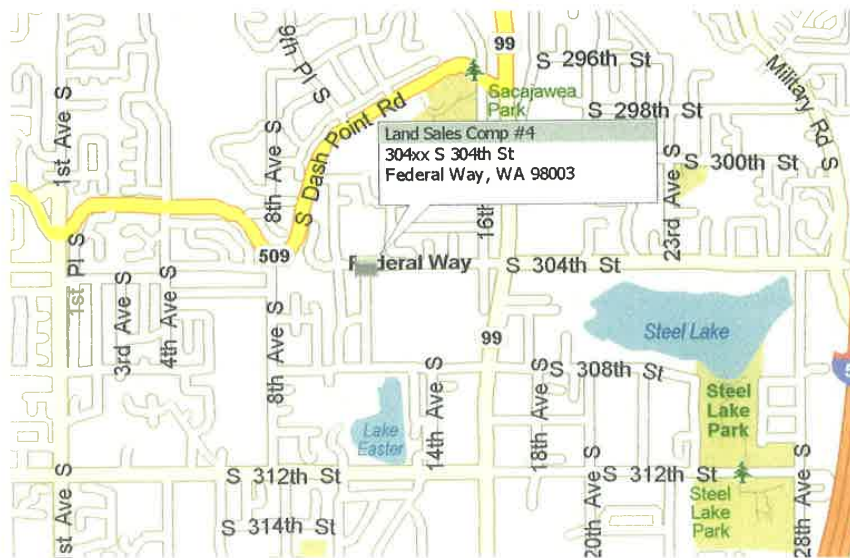 99
S 296th St
6th Pl S
Military Rd S
Sacajawea
Park
S 298th St
1st Ave S
S Dash Point Rd
8th Ave S
Land Sales Comp #4
304xx S 304th St
Federal Way, WA 98003
S 300th St
16th
23rd Ave S
1st Pl S
509
Federal Way
S 304th St
3rd Ave S
4th Ave S
8th Ave S
99
Steel Lake
14th Ave S
18th Ave S
S 308th St
5
Steel
Lake
Park
Lake
Easter
1st Ave S
S 312th St
S 312th St
20th Ave S
28th Ave S
Steel
Lake
Park
S 314th St